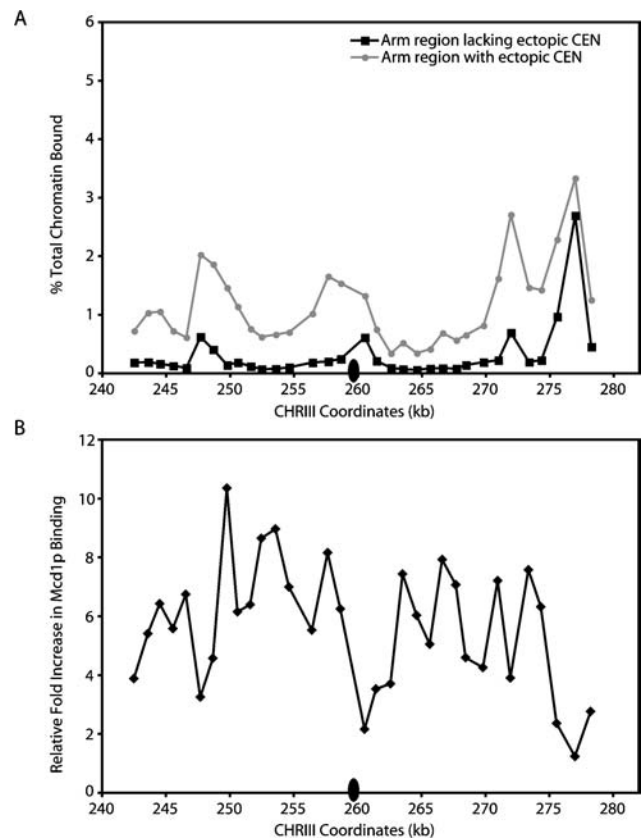 A
6
Arm region lacking ectopic CEN
Arm region with ectopic CEN
5
4
3
2
1
0
% Total Chromatin Bound
240 245 250 255 260 265 270 275 280
CHRIII Coordinates (kb)
B
12
10
8
6
4
2
0
Relative Fold Increase in Mcd1p Binding
240 245 250 255 260 265 270 275 280
CHRIII Coordinates (kb)